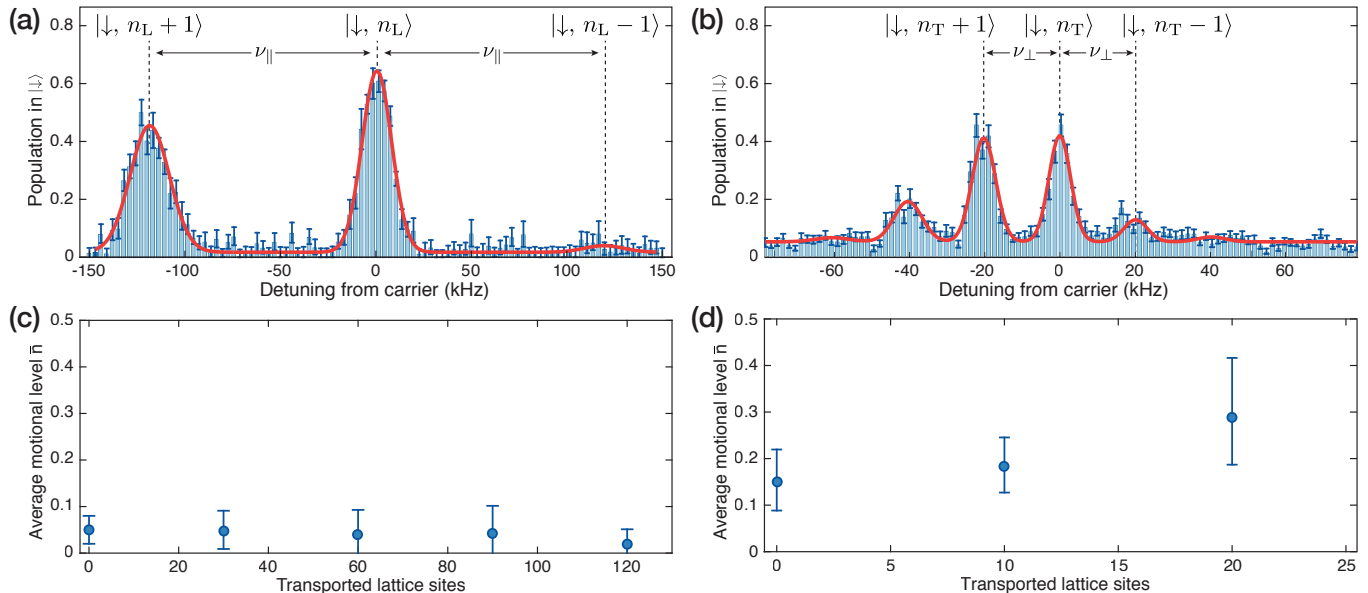 (a)
|↓, n_L + 1⟩
|↓, n_L⟩
|↓, n_L − 1⟩
ν_∥
ν_∥
0.8
0.6
0.4
0.2
0
Population in |↓⟩
-150
-100
-50
0
50
100
150
Detuning from carrier (kHz)
(b)
|↓, n_T + 1⟩
|↓, n_T⟩
|↓, n_T − 1⟩
ν_⊥
ν_⊥
0.8
0.6
0.4
0.2
0
Population in |↓⟩
-60
-40
-20
0
20
40
60
Detuning from carrier (kHz)
(c)
0.5
0.4
0.3
0.2
0.1
0
Average motional level n̄
0
20
40
60
80
100
120
Transported lattice sites
(d)
0.5
0.4
0.3
0.2
0.1
0
Average motional level n̄
0
5
10
15
20
25
Transported lattice sites